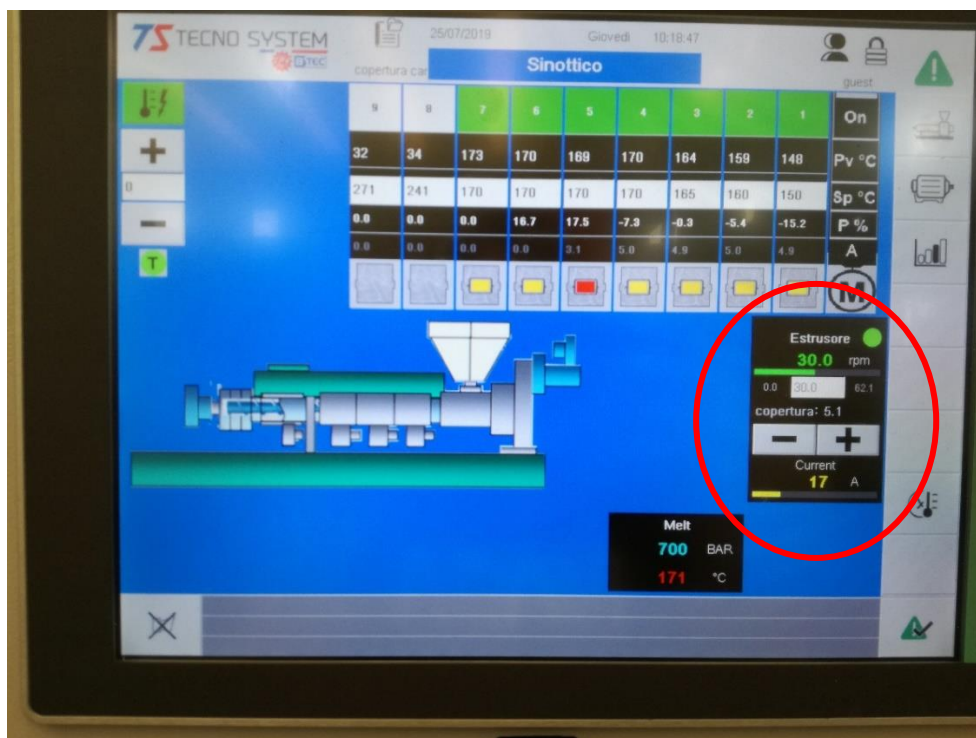 TS TECNO SYSTEM
GTEC
25/07/2019 Giovedi 10:18:47
copertura car
Sinottico
guest
9 8 7 6 5 4 3 2 1 On
32 34 173 170 169 170 164 159 148 Pv °C
0
271 241 170 170 170 170 165 160 150 Sp °C
0.0 0.0 0.0 16.7 17.5 -7.3 -0.3 -5.4 -15.2 P %
0.0 0.0 0.0 0.0 3.1 5.0 4.9 5.0 4.9 A
T
M
Estrusore
30.0 rpm
0.0 30.0 62.1
copertura: 5.1
Current
17 A
Melt
700 BAR
171 °C